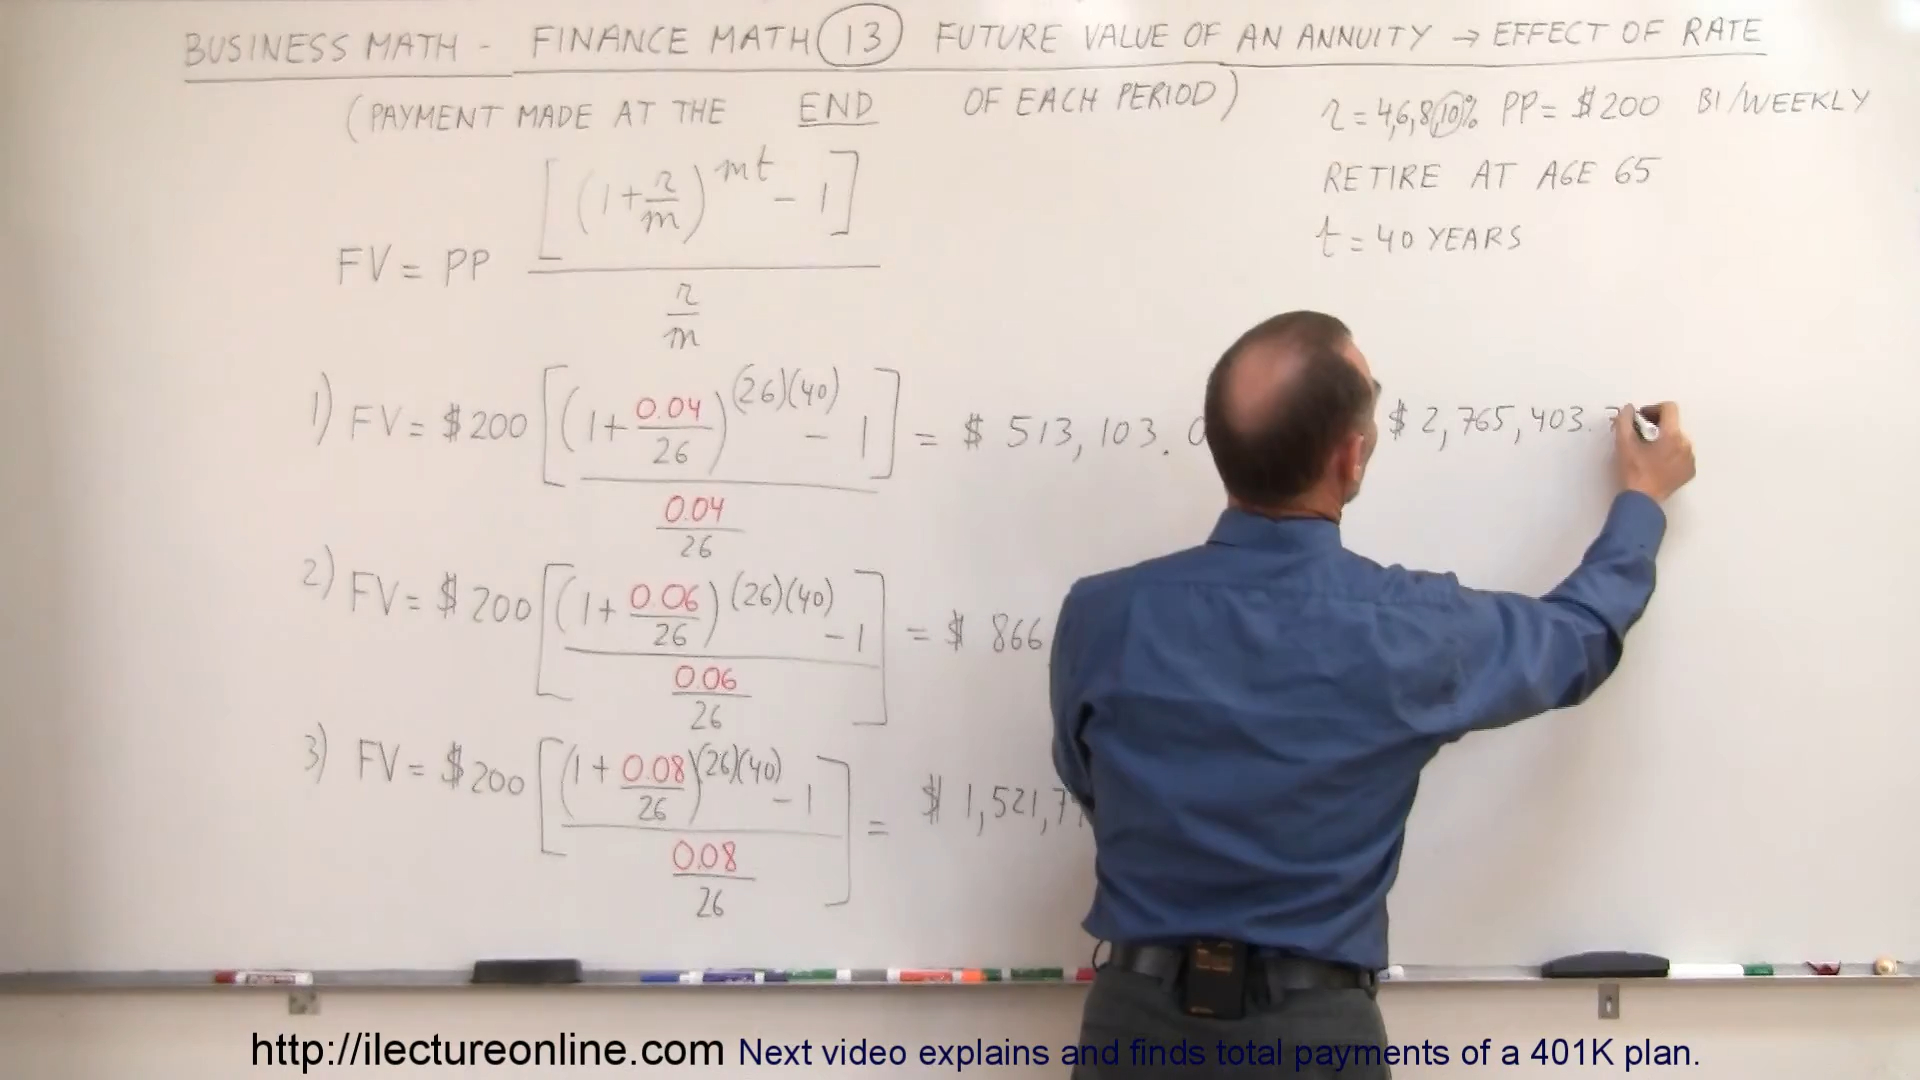 BUSINESS MATH - FINANCE MATH 13 FUTURE VALUE OF AN ANNUITY → EFFECT OF RATE
(PAYMENT MADE AT THE END OF EACH PERIOD)
r = 4,6,8,10% PP = $200 BI/WEEKLY
RETIRE AT AGE 65
t = 40 YEARS
FV = PP [(1 + r/m)^mt - 1] / (r/m)
1) FV = $200 [(1 + 0.04/26)^(26)(40) - 1] / (0.04/26) = $ 513,103.0
$ 2,765,403.7
2) FV = $200 [(1 + 0.06/26)^(26)(40) - 1] / (0.06/26) = $ 866
3) FV = $200 [(1 + 0.08/26)^(26)(40) - 1] / (0.08/26) = $ 1,521,7
http://ilectureonline.com Next video explains and finds total payments of a 401K plan.